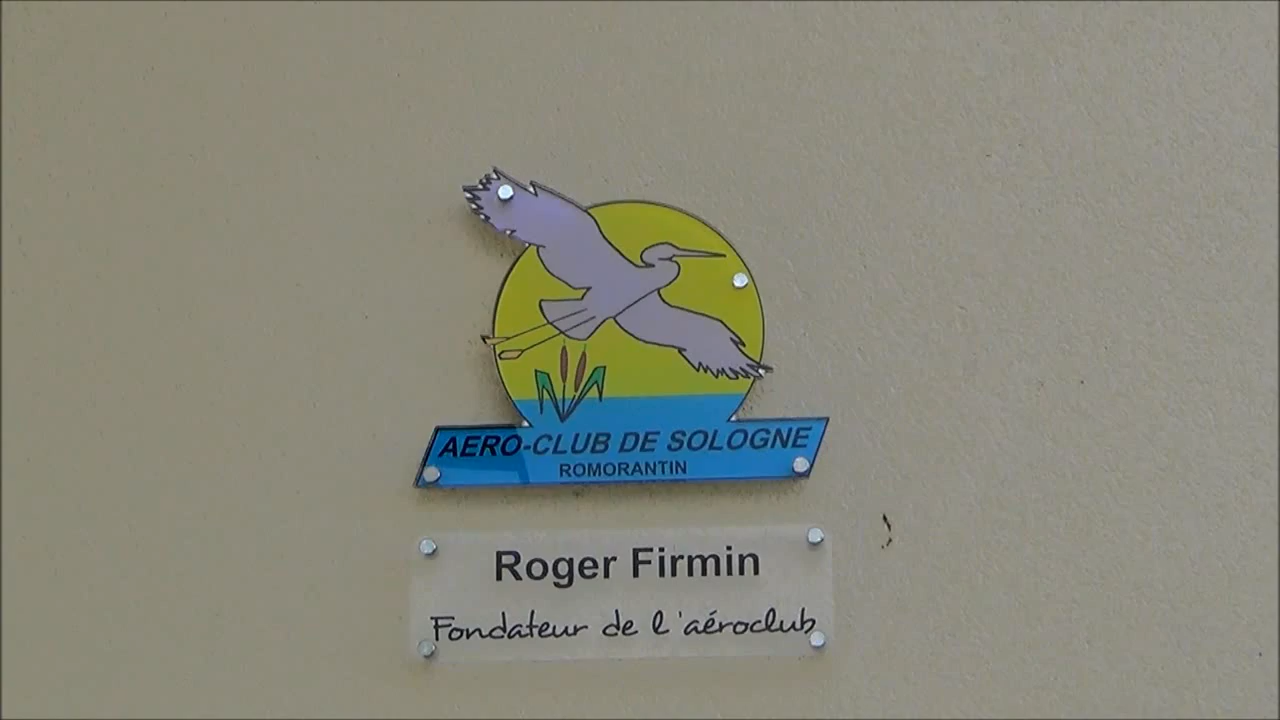 AERO-CLUB DE SOLOGNE
ROMORANTIN
Roger Firmin
Fondateur de l'aéroclub